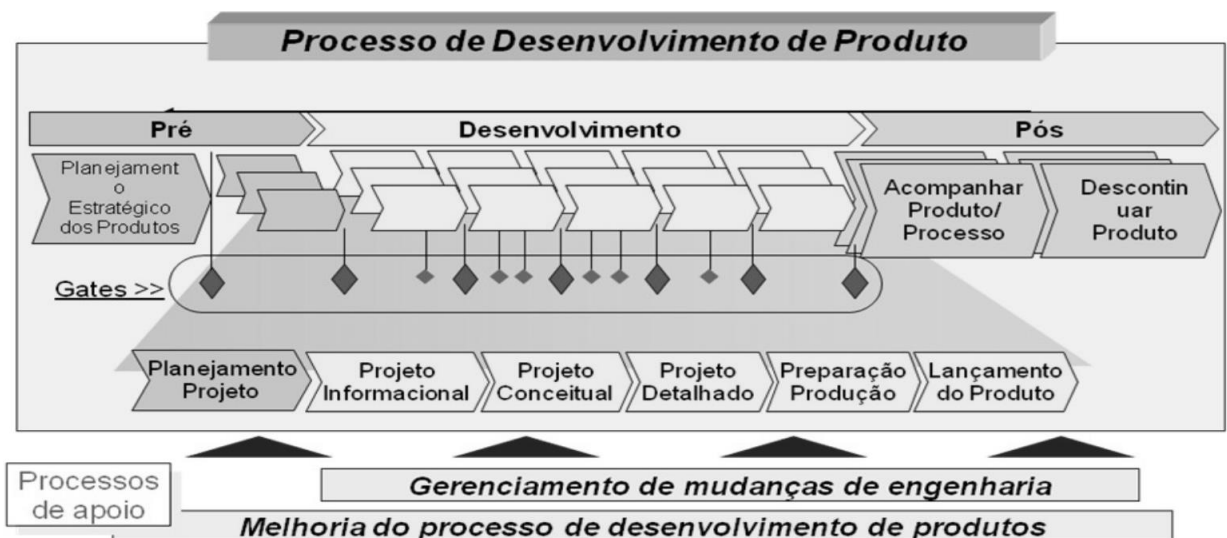 Processo de Desenvolvimento de Produto
Pré
Desenvolvimento
Pós
Planejament
o
Estratégico
dos Produtos
Acompanhar
Produto/
Processo
Descontin
uar
Produto
Gates >>
Planejamento
Projeto
Projeto
Informacional
Projeto
Conceitual
Projeto
Detalhado
Preparação
Produção
Lançamento
do Produto
Processos
de apoio
Gerenciamento de mudanças de engenharia
Melhoria do processo de desenvolvimento de produtos